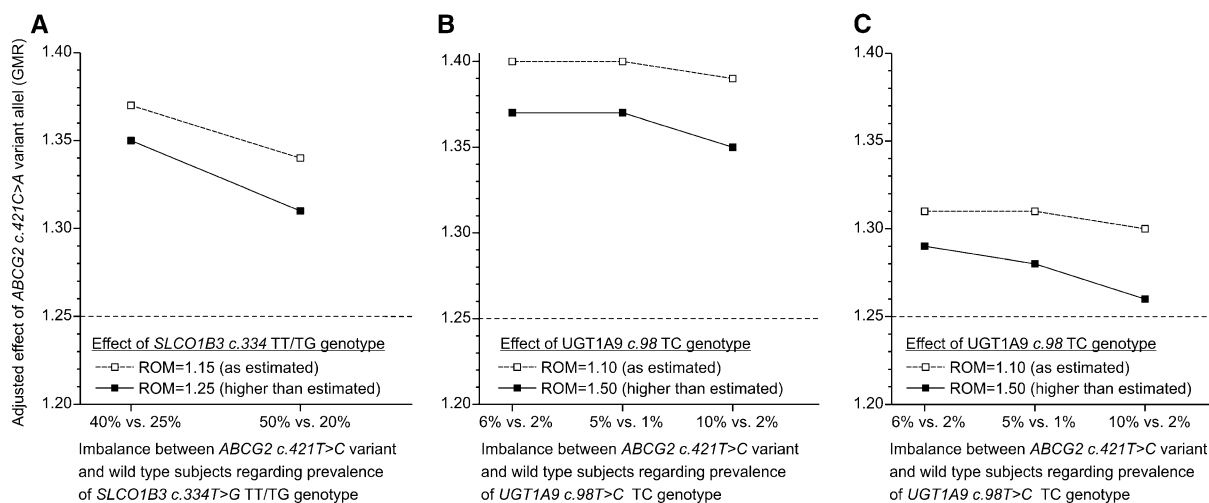 A
Adjusted effect of ABCG2 c.421C>A variant allel (GMR)
1.40
1.35
1.30
1.25
1.20
Effect of SLCO1B3 c.334 TT/TG genotype
ROM=1.15 (as estimated)
ROM=1.25 (higher than estimated)
40% vs. 25%
50% vs. 20%
Imbalance between ABCG2 c.421T>C variant
and wild type subjects regarding prevalence
of SLCO1B3 c.334T>G TT/TG genotype
B
1.40
1.35
1.30
1.25
1.20
Effect of UGT1A9 c.98 TC genotype
ROM=1.10 (as estimated)
ROM=1.50 (higher than estimated)
6% vs. 2%
5% vs. 1%
10% vs. 2%
Imbalance between ABCG2 c.421T>C variant
and wild type subjects regarding prevalence
of UGT1A9 c.98T>C TC genotype
C
1.40
1.35
1.30
1.25
1.20
Effect of UGT1A9 c.98 TC genotype
ROM=1.10 (as estimated)
ROM=1.50 (higher than estimated)
6% vs. 2%
5% vs. 1%
10% vs. 2%
Imbalance between ABCG2 c.421T>C variant
and wild type subjects regarding prevalence
of UGT1A9 c.98T>C TC genotype